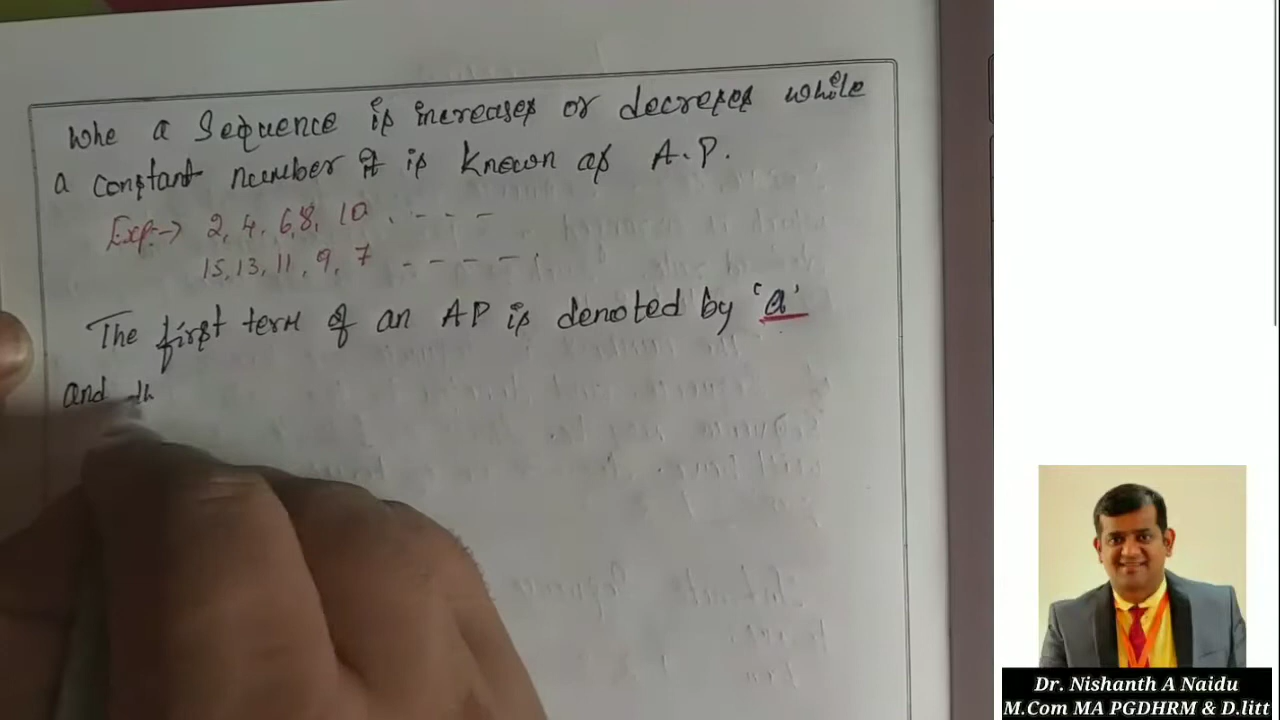 Whe a Sequence is increases or decreses while
a constant number it is known as A.P.
Exp:-> 2, 4, 6, 8, 10, - - - -
15, 13, 11, 9, 7 - - - - - .
The first term of an AP is denoted by 'a'
and th
Dr. Nishanth A Naidu
M.Com MA PGDHRM & D.litt